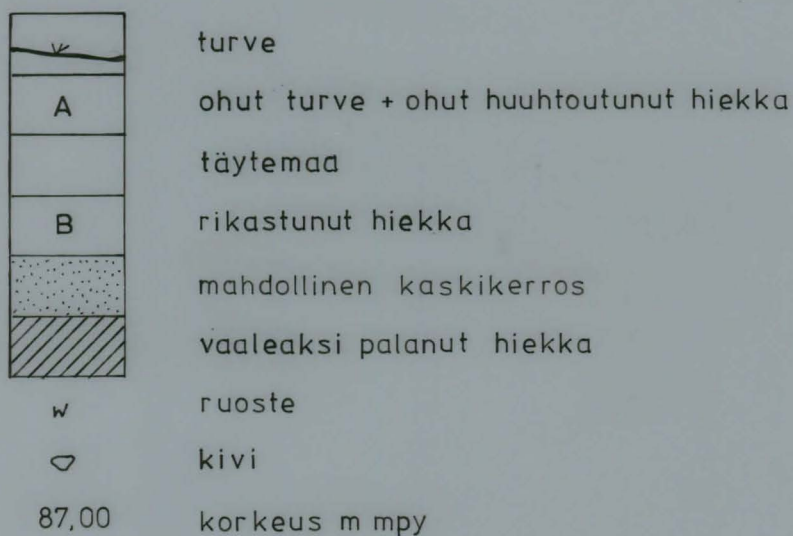 turve
A ohut turve + ohut huuhtoutunut hiekka
täytemaa
B rikastunut hiekka
mahdollinen kaskikerros
vaaleaksi palanut hiekka
ruoste
kivi
87,00 korkeus m mpy